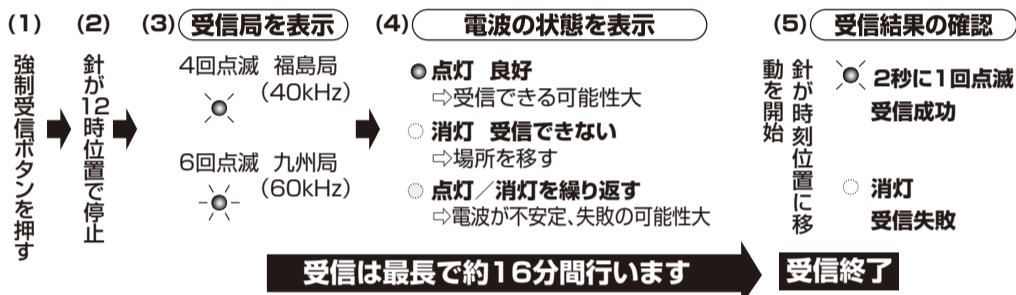 (1)
強制受信ボタンを押す
(2)
針が12時位置で停止
(3) 受信局を表示
4回点滅 福島局
(40kHz)
6回点滅 九州局
(60kHz)
(4) 電波の状態を表示
点灯 良好
⇨受信できる可能性大
消灯 受信できない
⇨場所を移す
点灯/消灯を繰り返す
⇨電波が不安定、失敗の可能性大
(5) 受信結果の確認
針が時刻位置に移
動を開始
2秒に1回点滅
受信成功
消灯
受信失敗
受信は最長で約16分間行います
受信終了